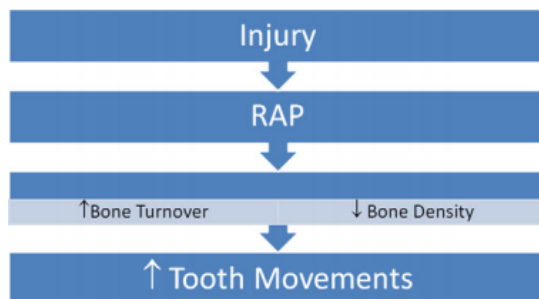 Injury
RAP
↑Bone Turnover ↓ Bone Density
↑ Tooth Movements